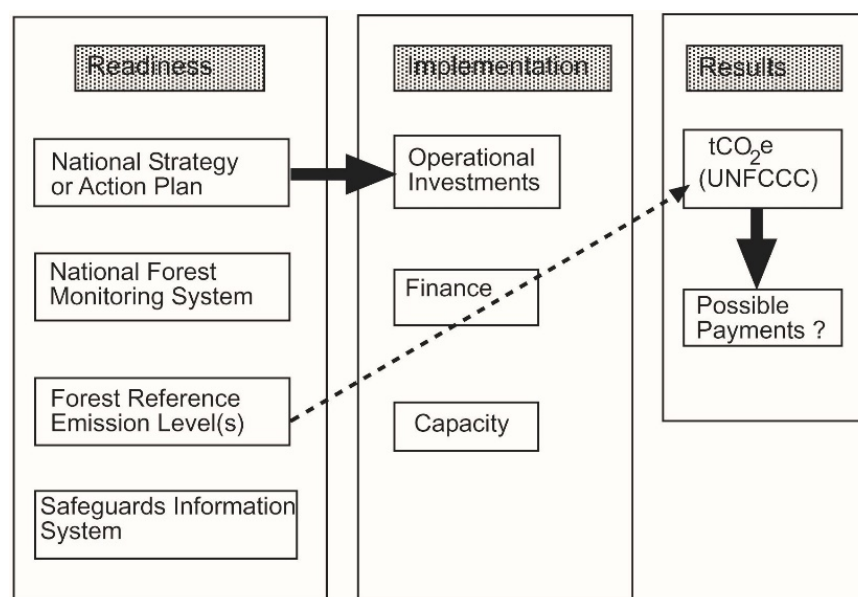 Readiness
National Strategy
or Action Plan
National Forest
Monitoring System
Forest Reference
Emission Level(s)
Safeguards Information
System
Implementation
Operational
Investments
Finance
Capacity
Results
tCO₂e
(UNFCCC)
Possible
Payments ?